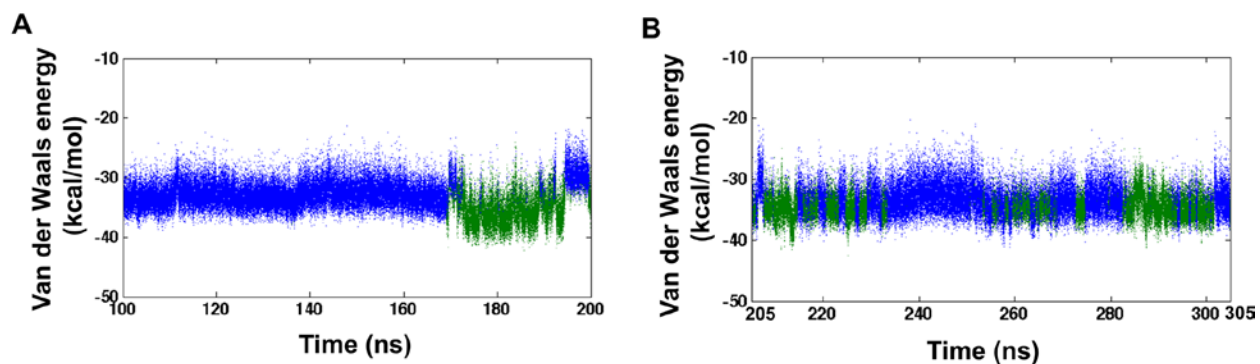 A
Van der Waals energy
(kcal/mol)
-10
-20
-30
-40
-50
100
120
140
160
180
200
Time (ns)
B
Van der Waals energy
(kcal/mol)
-10
-20
-30
-40
-50
205
220
240
260
280
300
305
Time (ns)